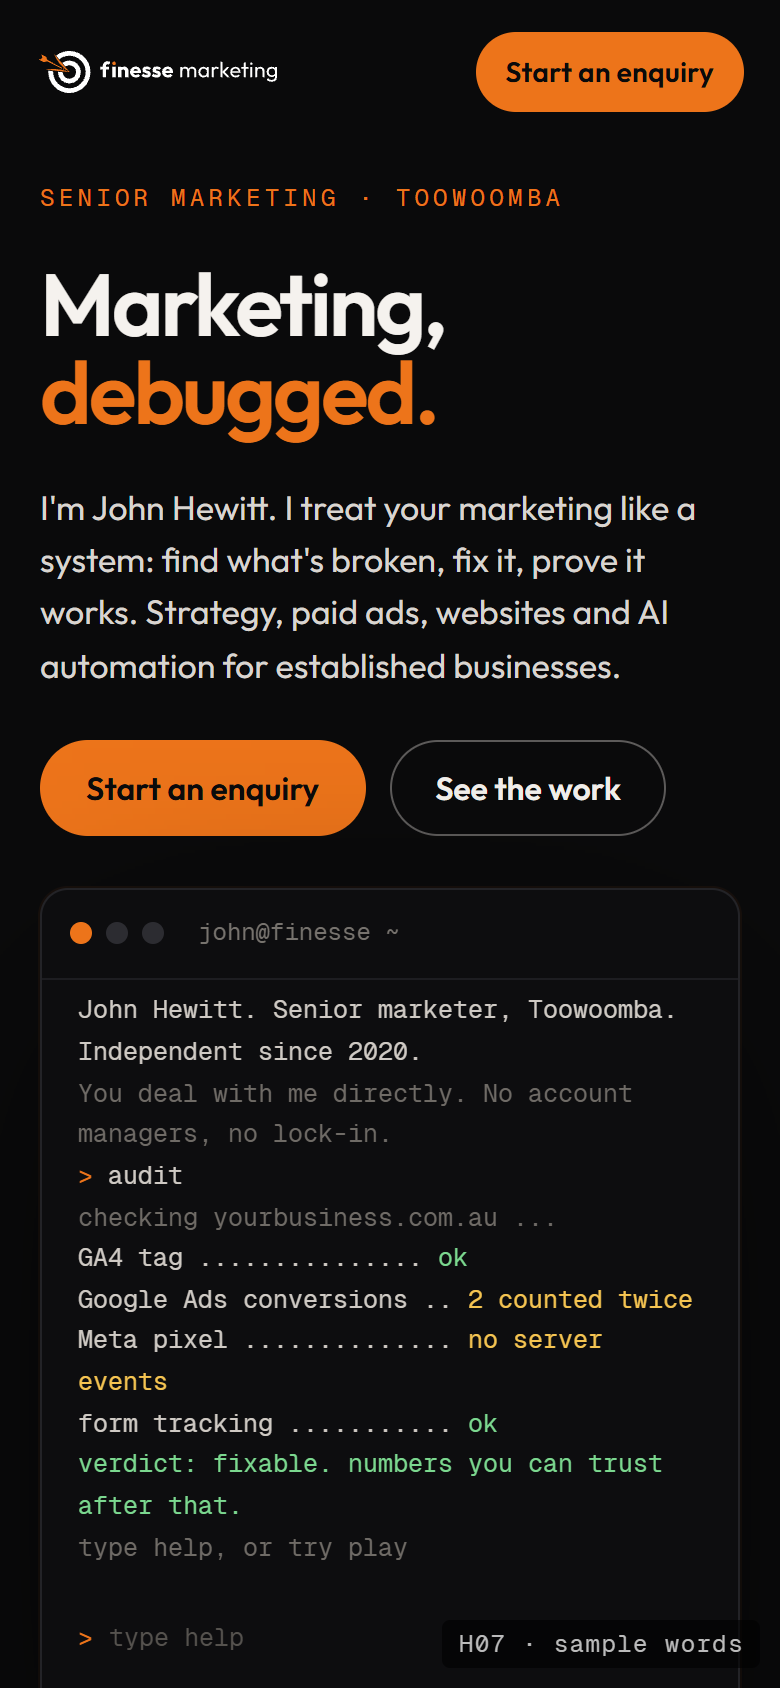 finesse marketing
Start an enquiry
SENIOR MARKETING · TOOWOOMBA
Marketing,
debugged.
I'm John Hewitt. I treat your marketing like a
system: find what's broken, fix it, prove it
works. Strategy, paid ads, websites and AI
automation for established businesses.
Start an enquiry
See the work
john@finesse ~
John Hewitt. Senior marketer, Toowoomba.
Independent since 2020.
You deal with me directly. No account
managers, no lock-in.
> audit
checking yourbusiness.com.au ...
GA4 tag ............... ok
Google Ads conversions .. 2 counted twice
Meta pixel .............. no server
events
form tracking ........... ok
verdict: fixable. numbers you can trust
after that.
type help, or try play
> type help
H07 · sample words